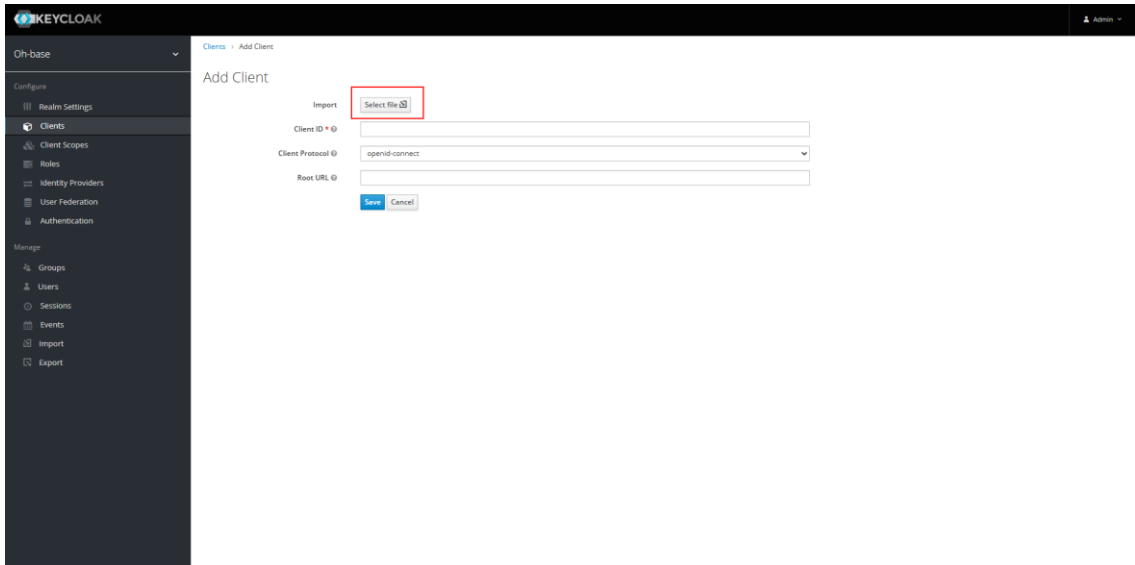 KEYCLOAK
Admin
Oh-base
Clients > Add Client
Add Client
Configure
Realm Settings
Clients
Client Scopes
Roles
Identity Providers
User Federation
Authentication
Manage
Groups
Users
Sessions
Events
Import
Export
Import Select file
Client ID *
Client Protocol openid-connect
Root URL
Save Cancel